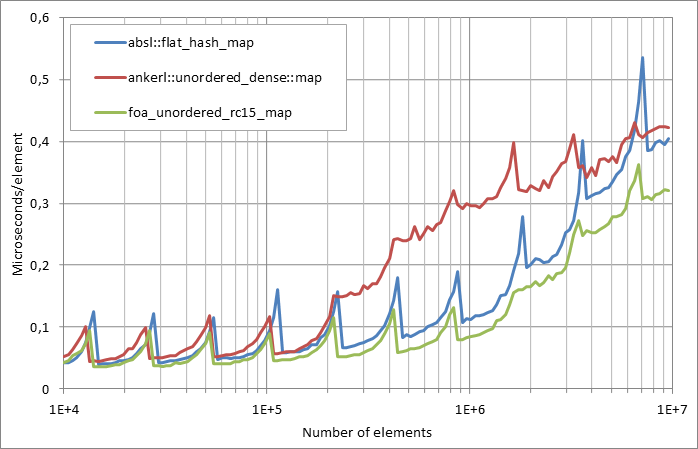 0,6
0,5
0,4
0,3
0,2
0,1
0
Microseconds/element
absl::flat_hash_map
ankerl::unordered_dense::map
foa_unordered_rc15_map
1E+4 1E+5 1E+6 1E+7
Number of elements